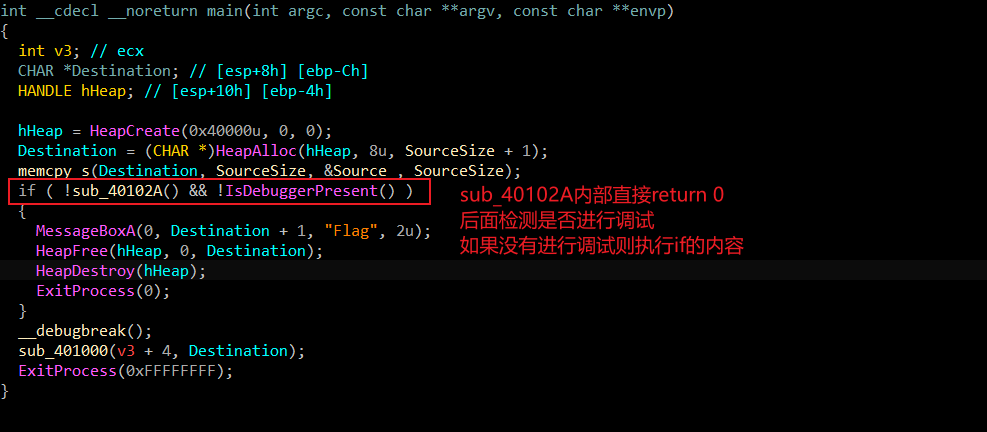 int __cdecl __noreturn main(int argc, const char **argv, const char **envp)
{
  int v3; // ecx
  CHAR *Destination; // [esp+8h] [ebp-Ch]
  HANDLE hHeap; // [esp+10h] [ebp-4h]

  hHeap = HeapCreate(0x40000u, 0, 0);
  Destination = (CHAR *)HeapAlloc(hHeap, 8u, SourceSize + 1);
  memcpy_s(Destination, SourceSize, &Source , SourceSize);
  if ( !sub_40102A() && !IsDebuggerPresent() )
  {
    MessageBoxA(0, Destination + 1, "Flag", 2u);
    HeapFree(hHeap, 0, Destination);
    HeapDestroy(hHeap);
    ExitProcess(0);
  }
  __debugbreak();
  sub_401000(v3 + 4, Destination);
  ExitProcess(0xFFFFFFFF);
}
sub_40102A内部直接return 0
后面检测是否进行调试
如果没有进行调试则执行if的内容